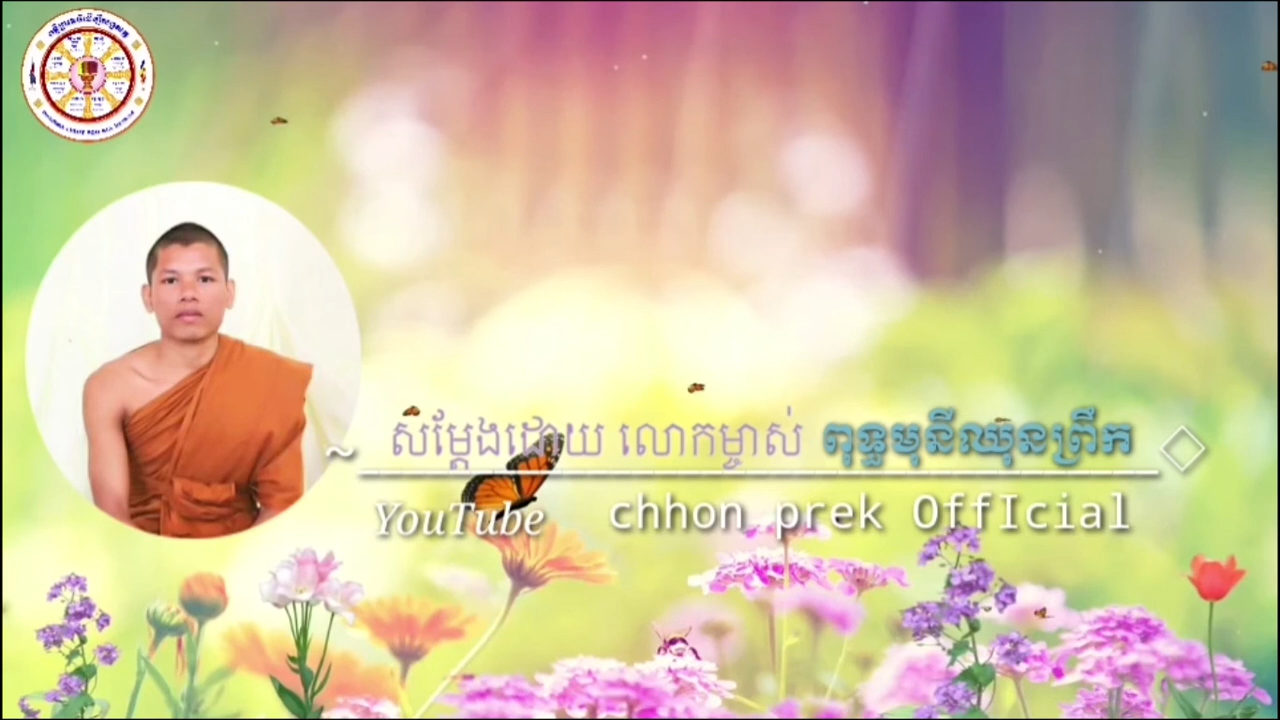 ~ សម្ដែងដោយ លោកម្ចាស់ ពុទ្ធមុនីឈុនព្រឹក
YouTube chhon prek OffIcial